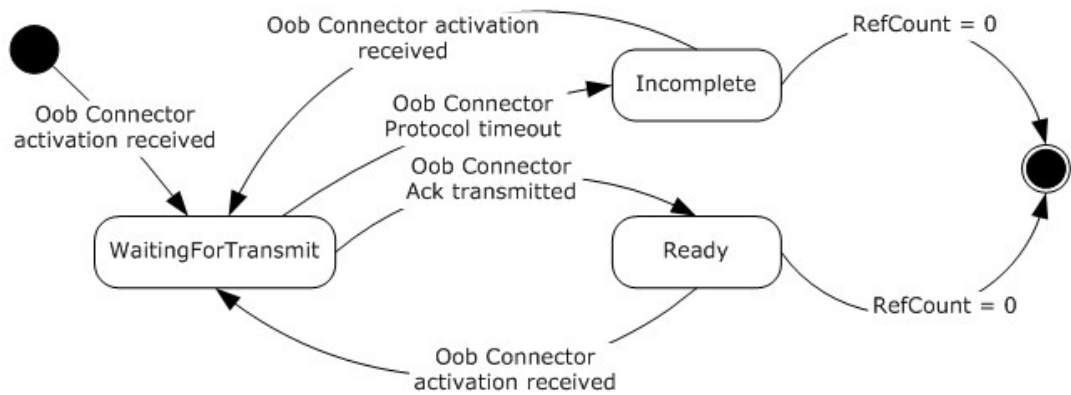 Oob Connector activation
received
RefCount = 0
Incomplete
Oob Connector
activation received
Oob Connector
Protocol timeout
Oob Connector
Ack transmitted
WaitingForTransmit
Ready
RefCount = 0
Oob Connector
activation received